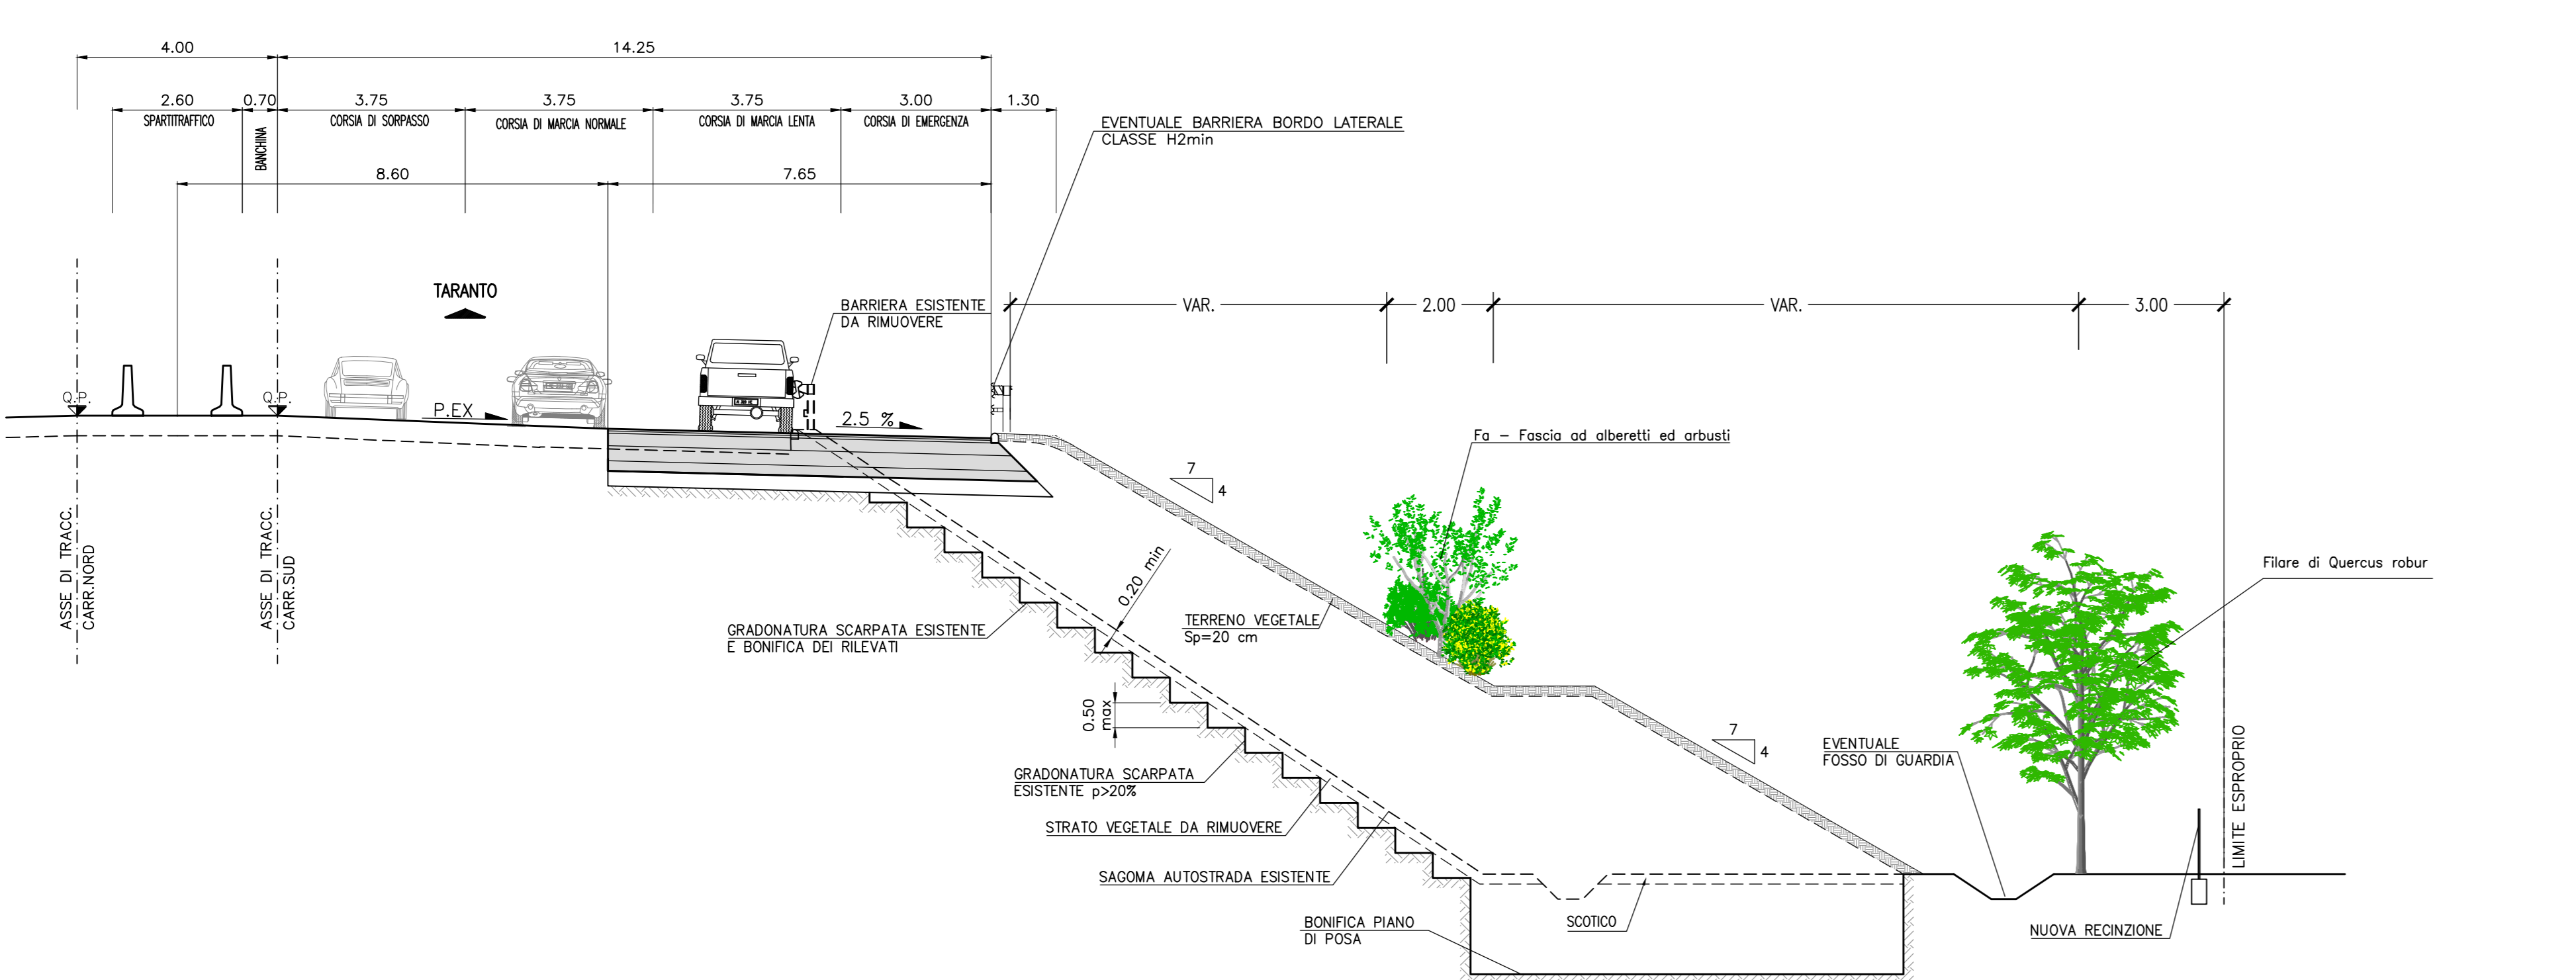 4.00
14.25
2.60
0.70
3.75
3.75
3.75
3.00
1.30
SPARTITRAFFICO
BANCHINA
CORSIA DI SORPASSO
CORSIA DI MARCIA NORMALE
CORSIA DI MARCIA LENTA
CORSIA DI EMERGENZA
EVENTUALE BARRIERA BORDO LATERALE
CLASSE H2min
8.60
7.65
TARANTO
BARRIERA ESISTENTE
DA RIMUOVERE
VAR.
2.00
VAR.
3.00
Q.P.
Q.P.
P.EX
2.5 %
Fa - Fascia ad alberetti ed arbusti
7
4
ASSE DI TRACC.
CARR.NORD
ASSE DI TRACC.
CARR.SUD
0.20 min
Filare di Quercus robur
GRADONATURA SCARPATA ESISTENTE
E BONIFICA DEI RILEVATI
TERRENO VEGETALE
Sp=20 cm
0.50
max
7
4
EVENTUALE
FOSSO DI GUARDIA
LIMITE ESPROPRIO
GRADONATURA SCARPATA
ESISTENTE p>20%
STRATO VEGETALE DA RIMUOVERE
SAGOMA AUTOSTRADA ESISTENTE
BONIFICA PIANO
DI POSA
SCOTICO
NUOVA RECINZIONE